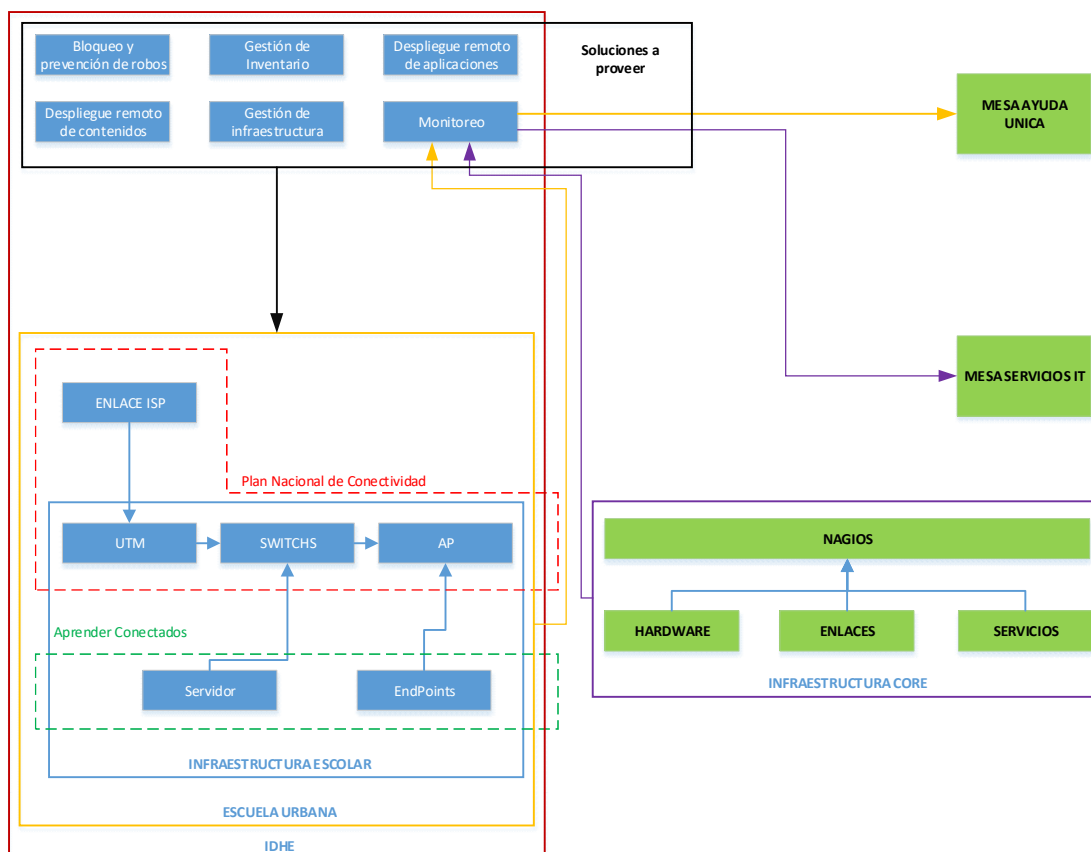 Bloqueo y
prevención de robos
Gestión de
Inventario
Despliegue remoto
de aplicaciones
Soluciones a
proveer
Despliegue remoto
de contenidos
Gestión de
infraestructura
Monitoreo
MESA AYUDA
UNICA
MESA SERVICIOS IT
ENLACE ISP
Plan Nacional de Conectividad
UTM
SWITCHS
AP
NAGIOS
Aprender Conectados
HARDWARE
ENLACES
SERVICIOS
Servidor
EndPoints
INFRAESTRUCTURA CORE
INFRAESTRUCTURA ESCOLAR
ESCUELA URBANA
IDHE